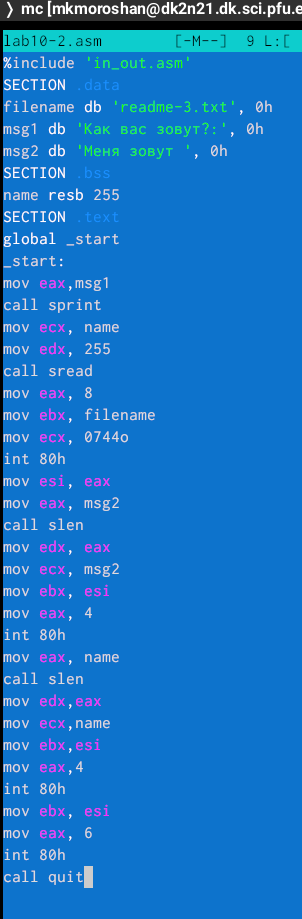 ❭ mc [mkmoroshan@dk2n21.dk.sci.pfu.e
lab10-2.asm [-M--] 9 L:[
%include 'in_out.asm'
SECTION .data
filename db 'readme-3.txt', 0h
msg1 db 'Как вас зовут?:', 0h
msg2 db 'Меня зовут ', 0h
SECTION .bss
name resb 255
SECTION .text
global _start
_start:
mov eax,msg1
call sprint
mov ecx, name
mov edx, 255
call sread
mov eax, 8
mov ebx, filename
mov ecx, 0744o
int 80h
mov esi, eax
mov eax, msg2
call slen
mov edx, eax
mov ecx, msg2
mov ebx, esi
mov eax, 4
int 80h
mov eax, name
call slen
mov edx,eax
mov ecx,name
mov ebx,esi
mov eax,4
int 80h
mov ebx, esi
mov eax, 6
int 80h
call quit